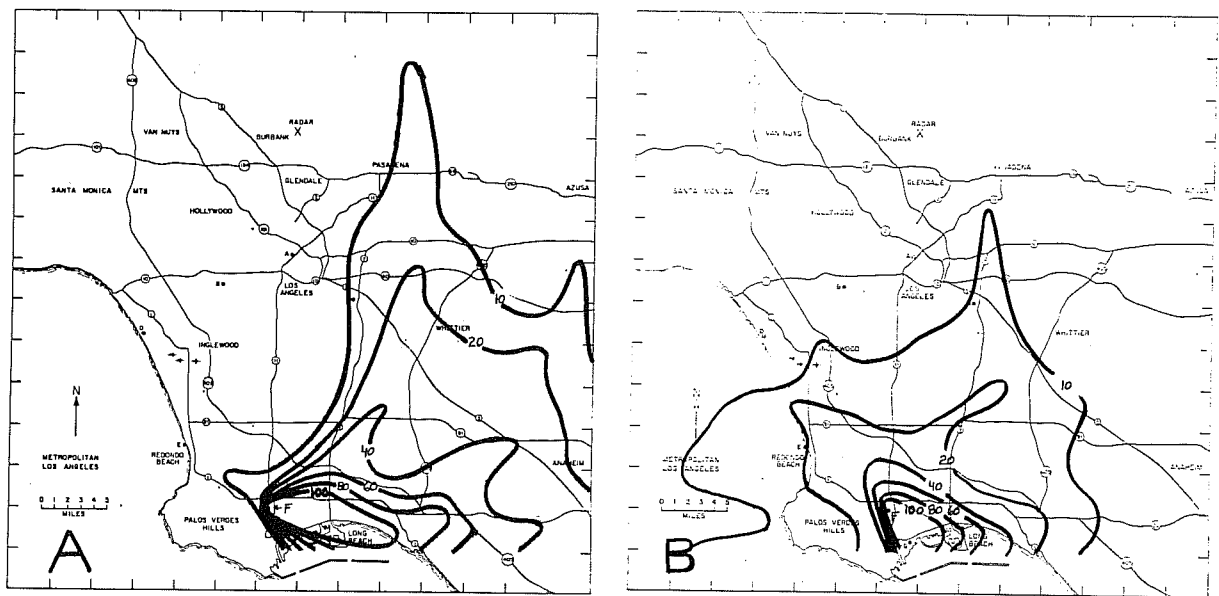 RADAR
X
VAN NUYS
BURBANK
PASADENA
GLENDALE
SANTA MONICA MTS
AZUSA
HOLLYWOOD
A
B
LOS
ANGELES
10
WHITTIER
20
INGLEWOOD
D
N
40
E
REDONDO
BEACH
METROPOLITAN
LOS ANGELES
ANAHEIM
0 1 2 3 4 5
MILES
100 80 60
F
PALOS VERDES
HILLS
LONG
BEACH
A
RADAR
X
VAN NUYS
BURBANK
GLENDALE
SANTA MONICA MTS
HOLLYWOOD
B
LOS
ANGELES
WHITTIER
INGLEWOOD
10
N
E
REDONDO
BEACH
20
METROPOLITAN
LOS ANGELES
ANAHEIM
40
0 1 2 3 4 5
MILES
F
100 80 60
PALOS VERDES
HILLS
LONG
BEACH
B